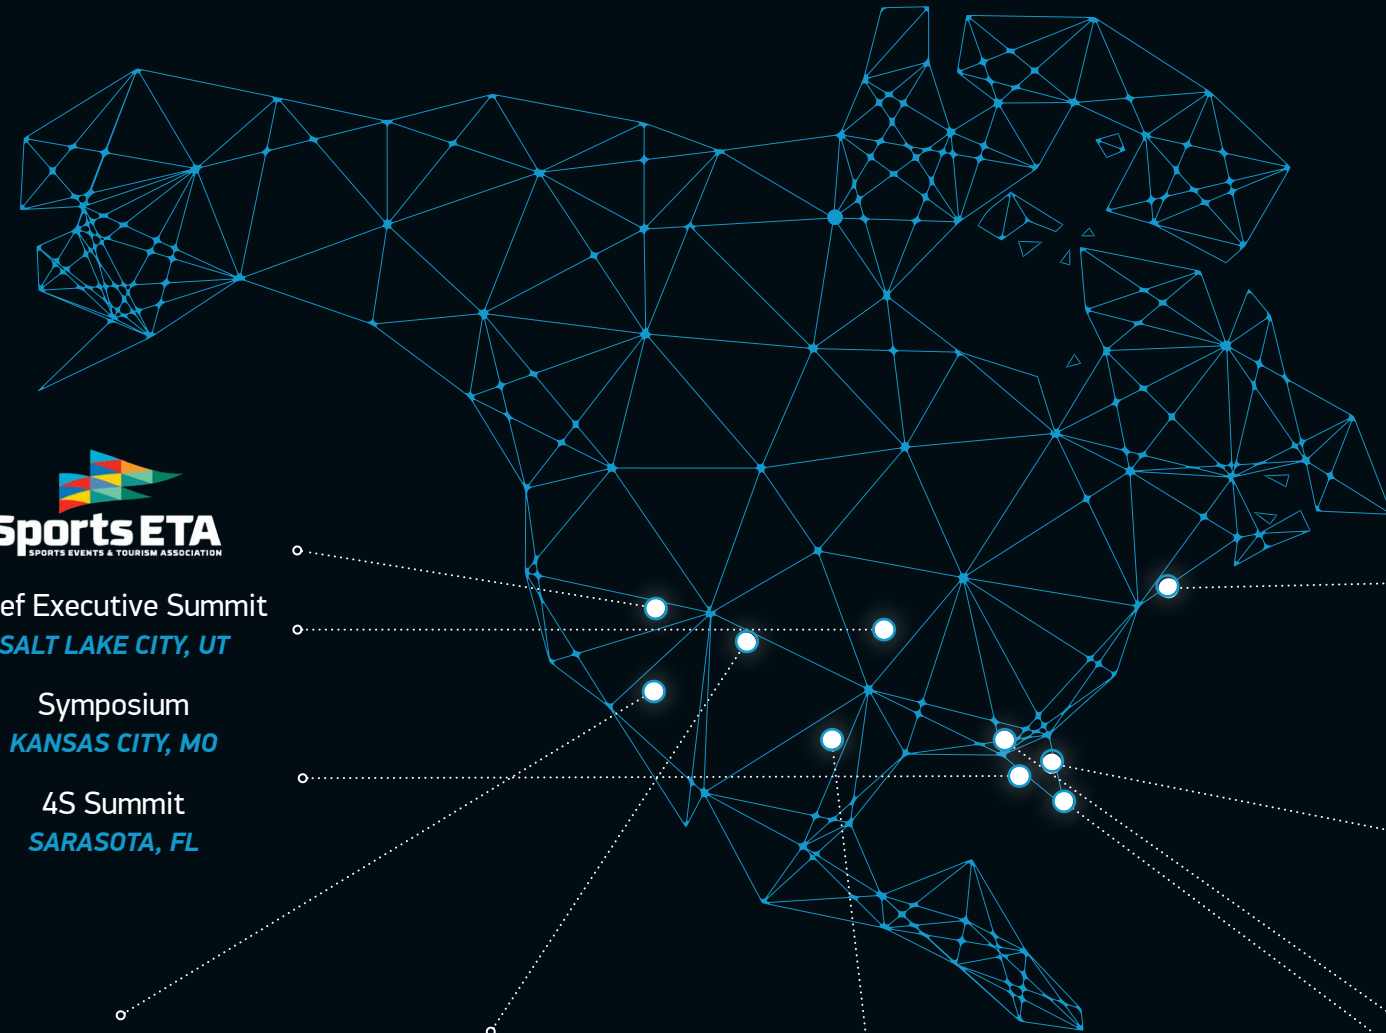 SportsETA
SPORTS EVENTS & TOURISM ASSOCIATION
ef Executive Summit
SALT LAKE CITY, UT
Symposium
KANSAS CITY, MO
4S Summit
SARASOTA, FL